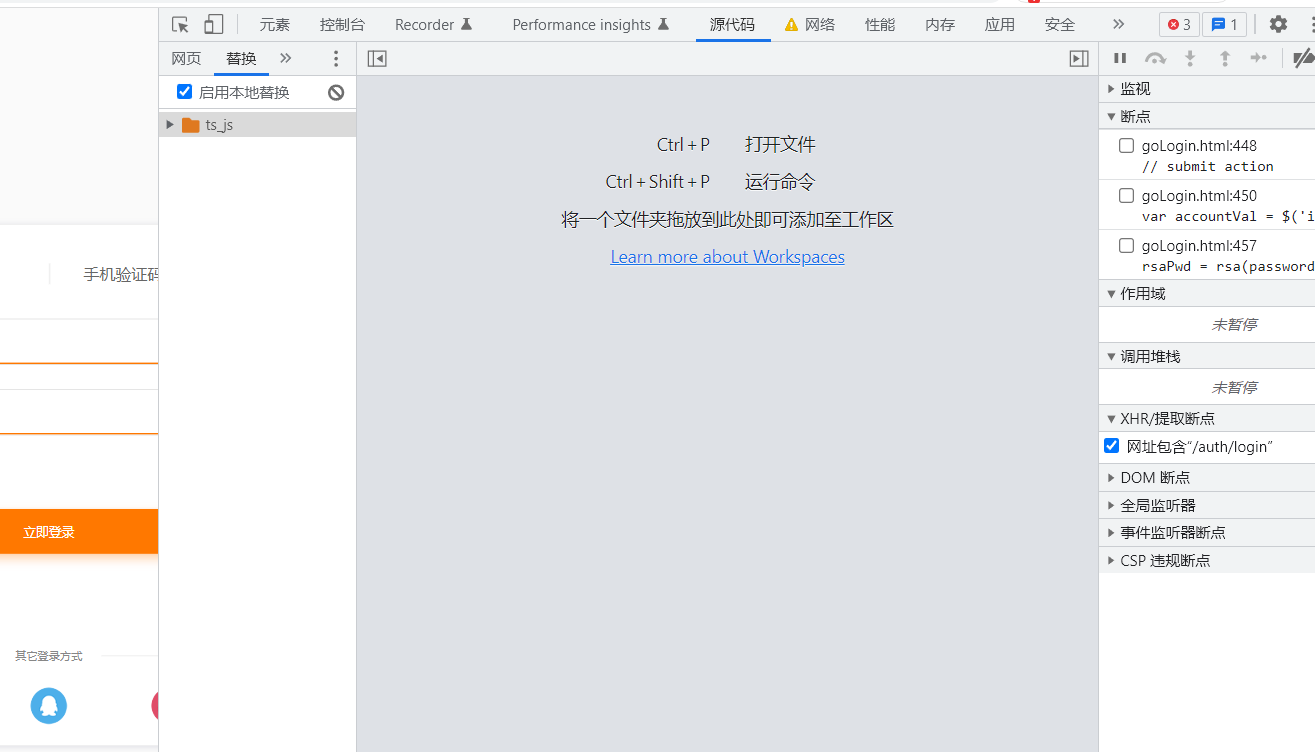 元素 控制台 Recorder Performance insights 源代码 网络 性能 内存 应用 安全 » 3 1
网页 替换 »
启用本地替换
ts_js
Ctrl + P 打开文件
Ctrl + Shift + P 运行命令
将一个文件夹拖放到此处即可添加至工作区
Learn more about Workspaces
监视
断点
goLogin.html:448
// submit action
goLogin.html:450
var accountVal = $('i
goLogin.html:457
rsaPwd = rsa(password
作用域
未暂停
调用堆栈
未暂停
XHR/提取断点
网址包含“/auth/login”
DOM 断点
全局监听器
事件监听器断点
CSP 违规断点
手机验证码
立即登录
其它登录方式